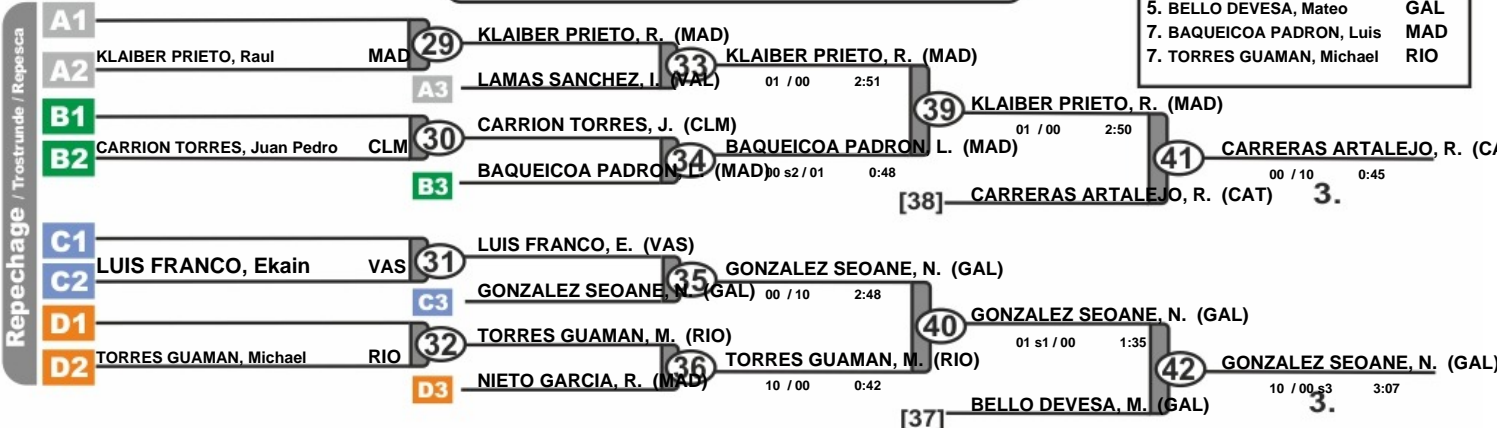 5. BELLO DEVESA, Mateo GAL
7. BAQUEICOA PADRON, Luis MAD
7. TORRES GUAMAN, Michael RIO
Repechage / Trostrunde / Repesca
A1
KLAIBER PRIETO, Raul MAD
A2
29
KLAIBER PRIETO, R. (MAD)
A3
LAMAS SANCHEZ, I. (VAL)
33
KLAIBER PRIETO, R. (MAD)
01 / 00 2:51
B1
CARRION TORRES, Juan Pedro CLM
B2
30
CARRION TORRES, J. (CLM)
B3
BAQUEICOA PADRON, L. (MAD)
34
BAQUEICOA PADRON, L. (MAD)
00 s2 / 01 0:48
39
KLAIBER PRIETO, R. (MAD)
01 / 00 2:50
[38]
CARRERAS ARTALEJO, R. (CAT)
41
CARRERAS ARTALEJO, R. (CA
00 / 10 0:45
3.
C1
LUIS FRANCO, Ekain VAS
C2
31
LUIS FRANCO, E. (VAS)
C3
GONZALEZ SEOANE, N. (GAL)
35
GONZALEZ SEOANE, N. (GAL)
00 / 10 2:48
D1
TORRES GUAMAN, Michael RIO
D2
32
TORRES GUAMAN, M. (RIO)
D3
NIETO GARCIA, R. (MAD)
36
TORRES GUAMAN, M. (RIO)
10 / 00 0:42
40
GONZALEZ SEOANE, N. (GAL)
01 s1 / 00 1:35
[37]
BELLO DEVESA, M. (GAL)
42
GONZALEZ SEOANE, N. (GAL)
10 / 00 s3 3:07
3.